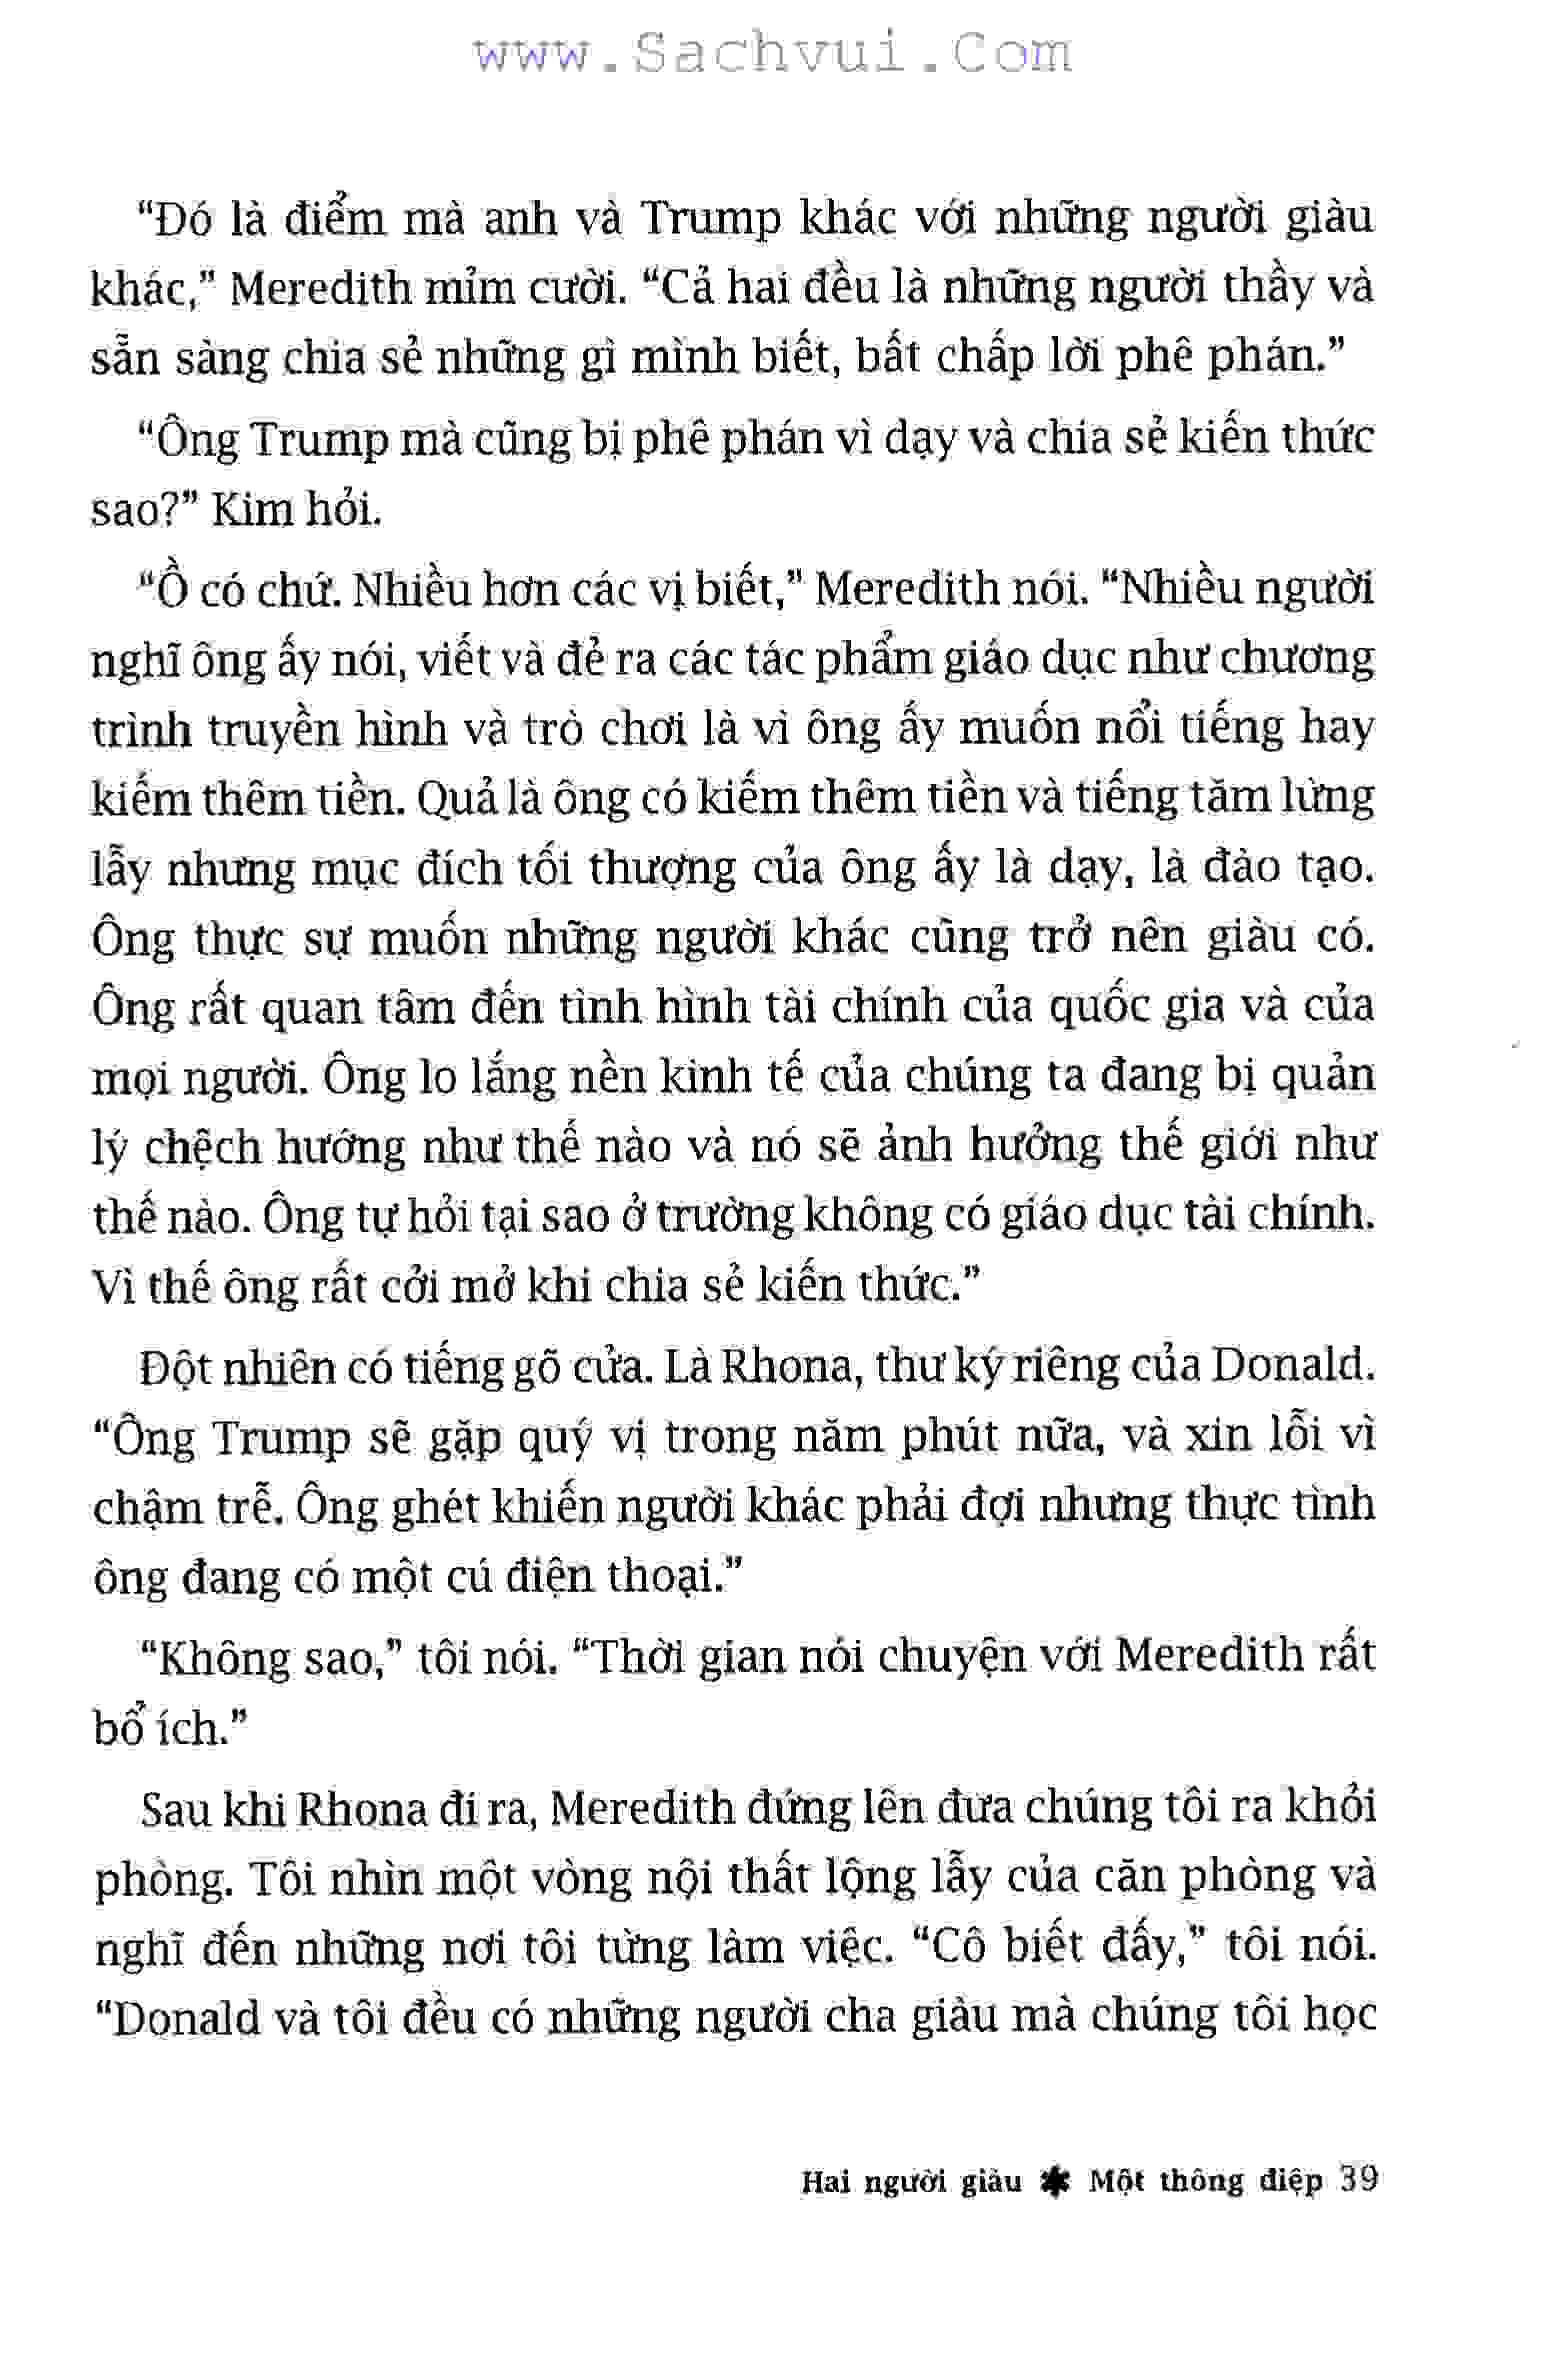 www.Sachvui.Com
“Đó là điểm mà anh và Trump khác với những người giàu
khác,” Meredith mỉm cười. “Cả hai đều là những người thầy và
sẵn sàng chia sẻ những gì mình biết, bất chấp lời phê phán.”
“Ông Trump mà cũng bị phê phán vì dạy và chia sẻ kiến thức
sao?” Kim hỏi.
“Ồ có chứ. Nhiều hơn các vị biết,” Meredith nói. “Nhiều người
nghĩ ông ấy nói, viết và đẻ ra các tác phẩm giáo dục như chương
trình truyền hình và trò chơi là vì ông ấy muốn nổi tiếng hay
kiếm thêm tiền. Quả là ông có kiếm thêm tiền và tiếng tăm lừng
lẫy nhưng mục đích tối thượng của ông ấy là dạy, là đào tạo.
Ông thực sự muốn những người khác cũng trở nên giàu có.
Ông rất quan tâm đến tình hình tài chính của quốc gia và của
mọi người. Ông lo lắng nền kinh tế của chúng ta đang bị quản
lý chệch hướng như thế nào và nó sẽ ảnh hưởng thế giới như
thế nào. Ông tự hỏi tại sao ở trường không có giáo dục tài chính.
Vì thế ông rất cởi mở khi chia sẻ kiến thức.”
Đột nhiên có tiếng gõ cửa. Là Rhona, thư ký riêng của Donald.
“Ông Trump sẽ gặp quý vị trong năm phút nữa, và xin lỗi vì
chậm trễ. Ông ghét khiến người khác phải đợi nhưng thực tình
ông đang có một cú điện thoại.”
“Không sao,” tôi nói. “Thời gian nói chuyện với Meredith rất
bổ ích.”
Sau khi Rhona đi ra, Meredith đứng lên đưa chúng tôi ra khỏi
phòng. Tôi nhìn một vòng nội thất lộng lẫy của căn phòng và
nghĩ đến những nơi tôi từng làm việc. “Cô biết đấy,” tôi nói.
“Donald và tôi đều có những người cha giàu mà chúng tôi học
Hai người giàu ✱ Một thông điệp 39